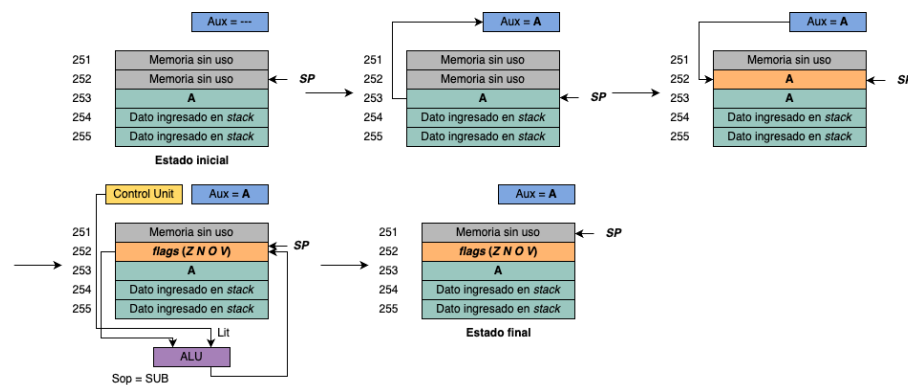 Aux = ---
251 Memoria sin uso
252 Memoria sin uso
SP
253 A
254 Dato ingresado en stack
255 Dato ingresado en stack
Estado inicial
Aux = A
251 Memoria sin uso
252 Memoria sin uso
253 A
SP
254 Dato ingresado en stack
255 Dato ingresado en stack
Aux = A
251 Memoria sin uso
252 A
SP
253 A
254 Dato ingresado en stack
255 Dato ingresado en stack
Control Unit
Aux = A
251 Memoria sin uso
252 flags (Z N O V)
SP
253 A
254 Dato ingresado en stack
255 Dato ingresado en stack
Lit
ALU
Sop = SUB
Aux = A
251 Memoria sin uso
SP
252 flags (Z N O V)
253 A
254 Dato ingresado en stack
255 Dato ingresado en stack
Estado final